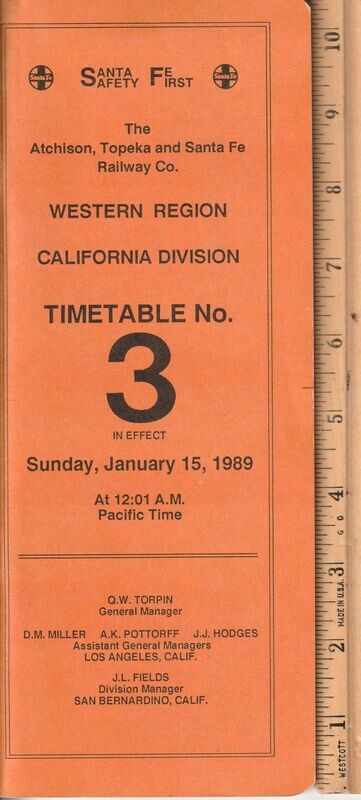 Santa Fe
SANTA FE
SAFETY FIRST
Santa Fe
The
Atchison, Topeka and Santa Fe
Railway Co.
WESTERN REGION
CALIFORNIA DIVISION
TIMETABLE No.
3
IN EFFECT
Sunday, January 15, 1989
At 12:01 A.M.
Pacific Time
Q.W. TORPIN
General Manager
D.M. MILLER A.K. POTTORFF J.J. HODGES
Assistant General Managers
LOS ANGELES, CALIF.
J.L. FIELDS
Division Manager
SAN BERNARDINO, CALIF.
10
9
8
7
6
5
4
3
2
1
MADE IN U.S.A.
WESTCOTT